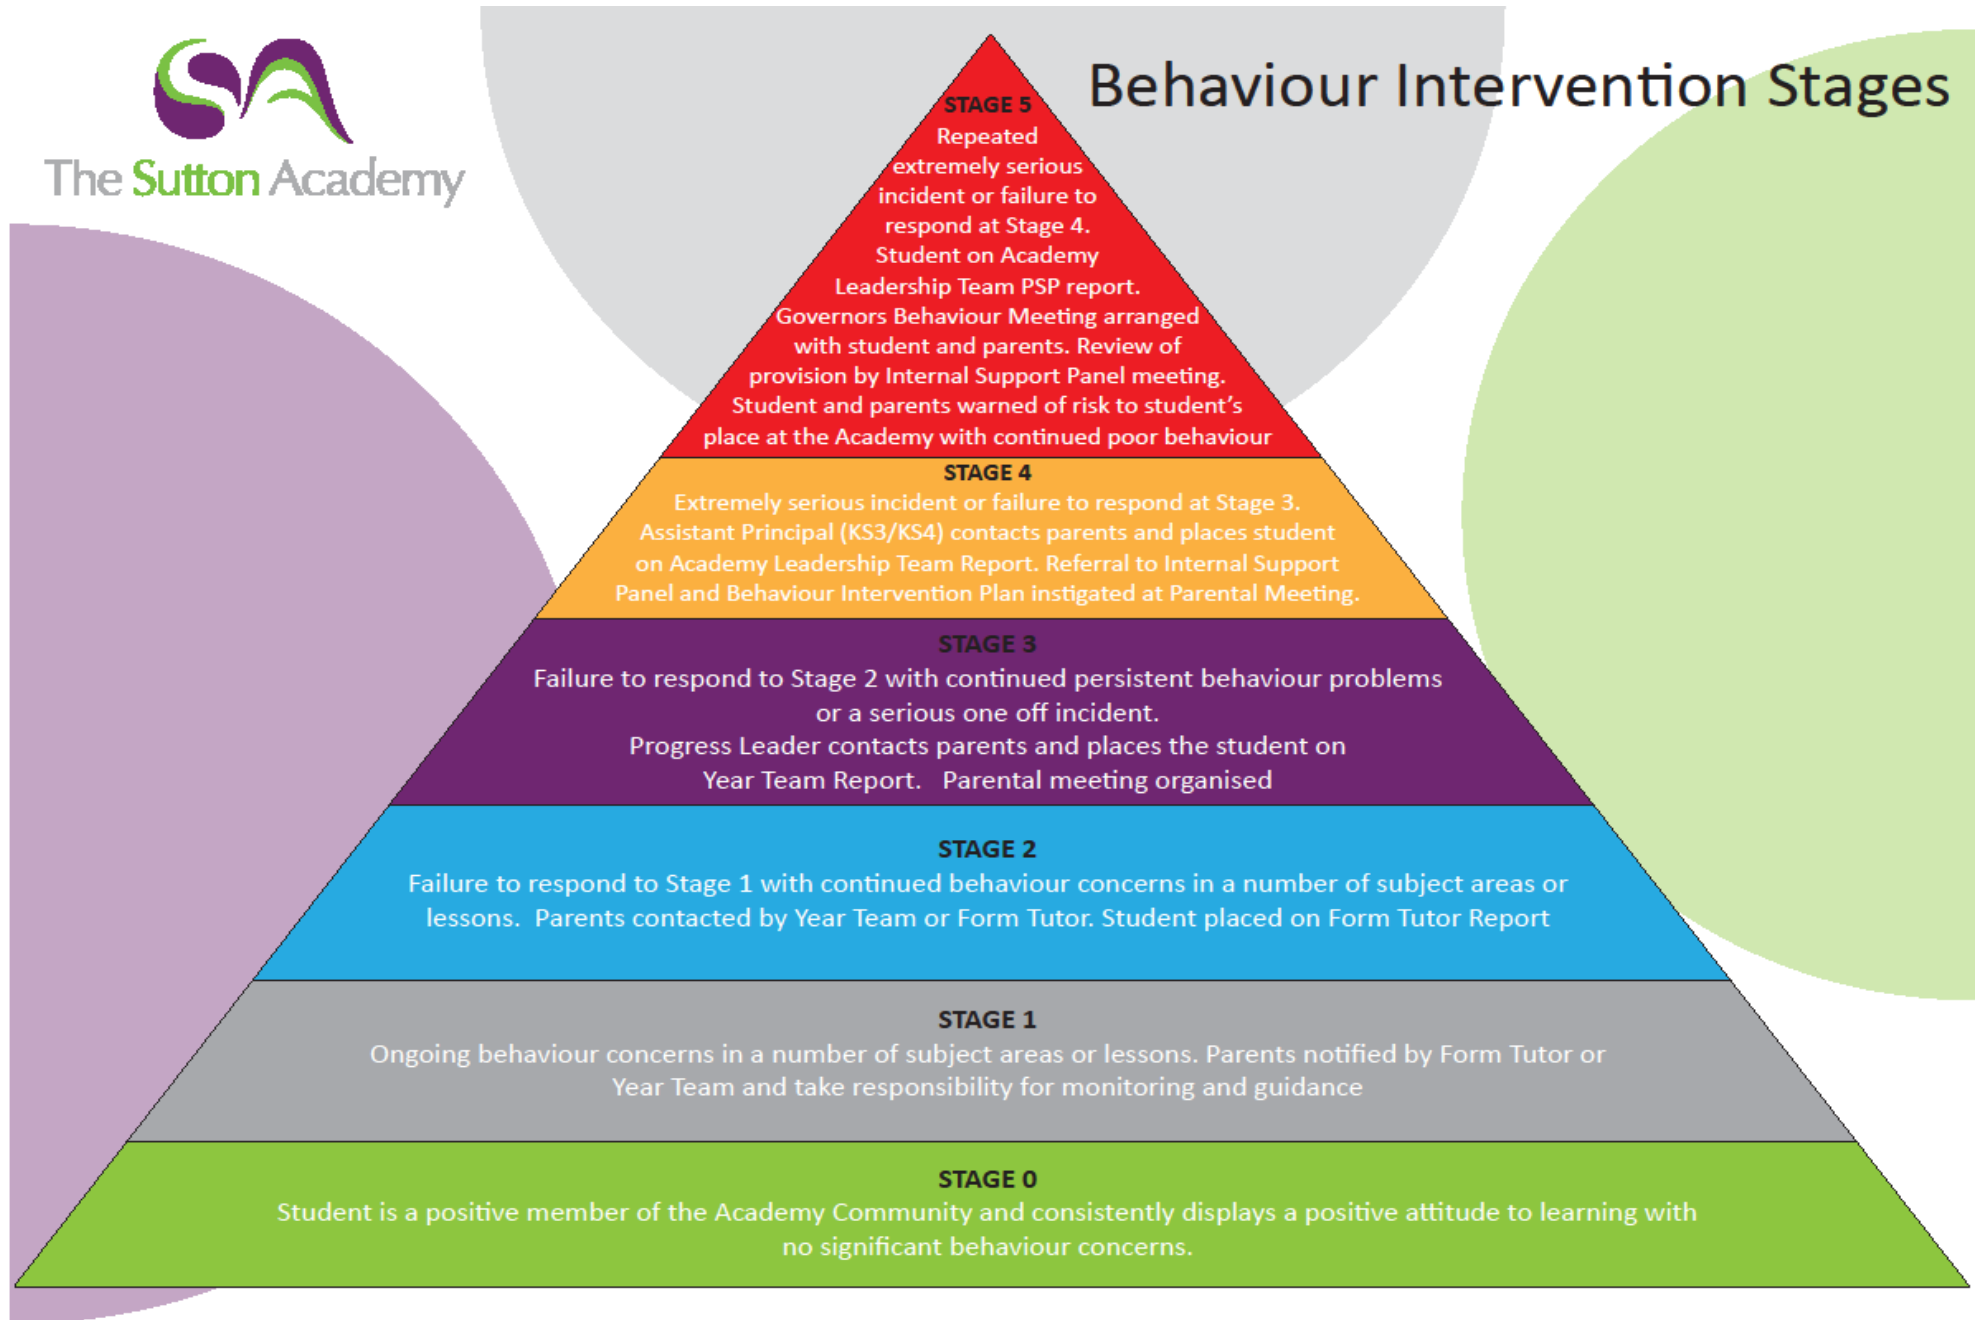 SA
The Sutton Academy
Behaviour Intervention Stages
STAGE 5
Repeated
extremely serious
incident or failure to
respond at Stage 4.
Student on Academy
Leadership Team PSP report.
Governors Behaviour Meeting arranged
with student and parents. Review of
provision by Internal Support Panel meeting.
Student and parents warned of risk to student’s
place at the Academy with continued poor behaviour
STAGE 4
Extremely serious incident or failure to respond at Stage 3.
Assistant Principal (KS3/KS4) contacts parents and places student
on Academy Leadership Team Report. Referral to Internal Support
Panel and Behaviour Intervention Plan instigated at Parental Meeting.
STAGE 3
Failure to respond to Stage 2 with continued persistent behaviour problems
or a serious one off incident.
Progress Leader contacts parents and places the student on
Year Team Report. Parental meeting organised
STAGE 2
Failure to respond to Stage 1 with continued behaviour concerns in a number of subject areas or
lessons. Parents contacted by Year Team or Form Tutor. Student placed on Form Tutor Report
STAGE 1
Ongoing behaviour concerns in a number of subject areas or lessons. Parents notified by Form Tutor or
Year Team and take responsibility for monitoring and guidance
STAGE 0
Student is a positive member of the Academy Community and consistently displays a positive attitude to learning with
no significant behaviour concerns.